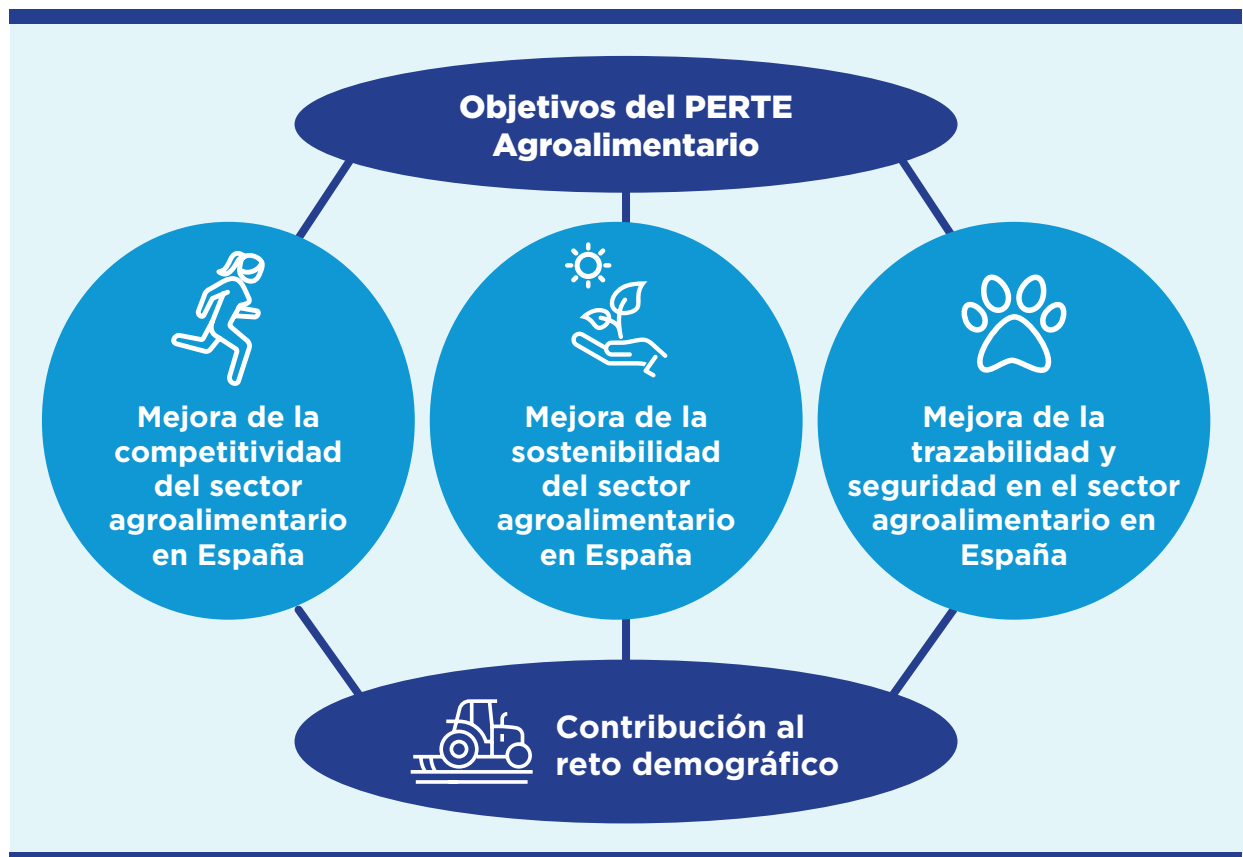 Objetivos del PERTE
Agroalimentario
Mejora de la
competitividad
del sector
agroalimentario
en España
Mejora de la
sostenibilidad
del sector
agroalimentario
en España
Mejora de la
trazabilidad y
seguridad en el sector
agroalimentario en
España
Contribución al
reto demográfico